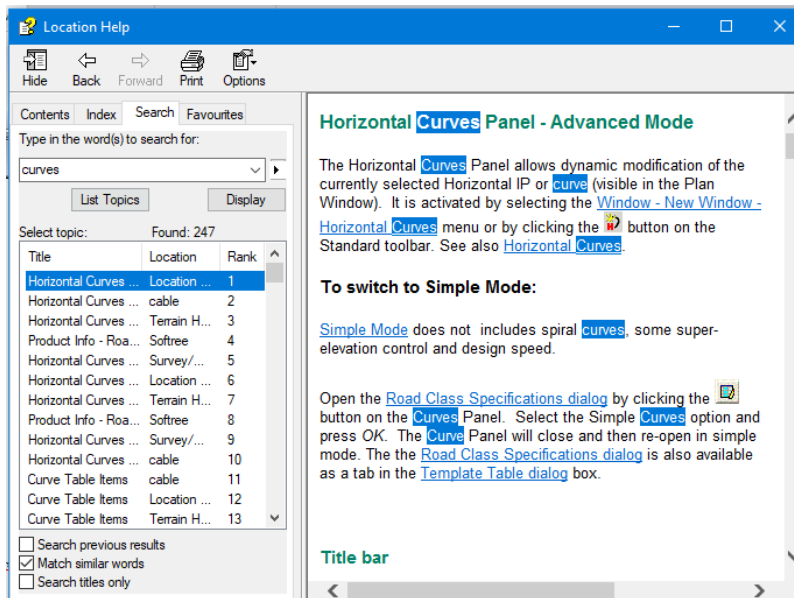 Location Help
Hide Back Forward Print Options
Contents Index Search Favourites
Type in the word(s) to search for:
curves
List Topics Display
Select topic: Found: 247
Title Location Rank
Horizontal Curves ... Location ... 1
Horizontal Curves ... cable 2
Horizontal Curves ... Terrain H... 3
Product Info - Roa... Softree 4
Horizontal Curves ... Survey/... 5
Horizontal Curves ... Location ... 6
Horizontal Curves ... Terrain H... 7
Product Info - Roa... Softree 8
Horizontal Curves ... Survey/... 9
Horizontal Curves ... cable 10
Curve Table Items cable 11
Curve Table Items Location ... 12
Curve Table Items Terrain H... 13
Search previous results
Match similar words
Search titles only
Horizontal Curves Panel - Advanced Mode
The Horizontal Curves Panel allows dynamic modification of the
currently selected Horizontal IP or curve (visible in the Plan
Window). It is activated by selecting the Window - New Window -
Horizontal Curves menu or by clicking the button on the
Standard toolbar. See also Horizontal Curves.
To switch to Simple Mode:
Simple Mode does not includes spiral curves, some super-
elevation control and design speed.
Open the Road Class Specifications dialog by clicking the
button on the Curves Panel. Select the Simple Curves option and
press OK. The Curve Panel will close and then re-open in simple
mode. The the Road Class Specifications dialog is also available
as a tab in the Template Table dialog box.
Title bar